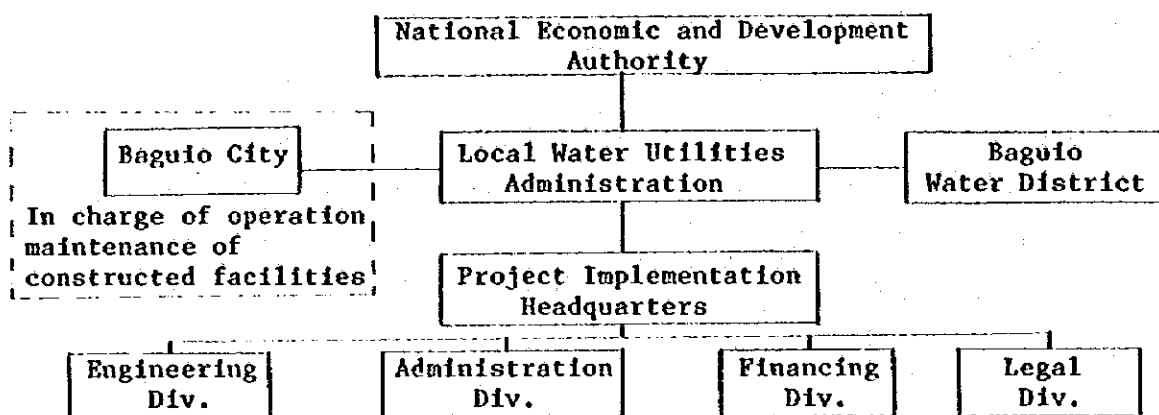 National Economic and Development
Authority
Baguio City
Local Water Utilities
Administration
Baguio
Water District
In charge of operation
maintenance of
constructed facilities
Project Implementation
Headquarters
Engineering
Div.
Administration
Div.
Financing
Div.
Legal
Div.